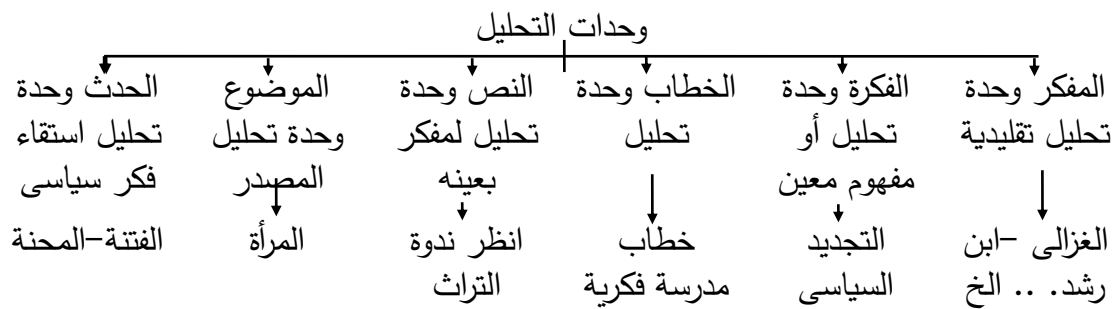 وحدات التحليل
المفكر وحدة
تحليل تقليدية
الغزالى –ابن
رشد. .. الخ
الفكرة وحدة
تحليل أو
مفهوم معين
التجديد
السياسى
الخطاب وحدة
تحليل
خطاب
مدرسة فكرية
النص وحدة
تحليل لمفكر
بعينه
انظر ندوة
التراث
الموضوع
وحدة تحليل
المصدر
المرأة
الحدث وحدة
تحليل استقاء
فكر سياسى
الفتنة–المحنة